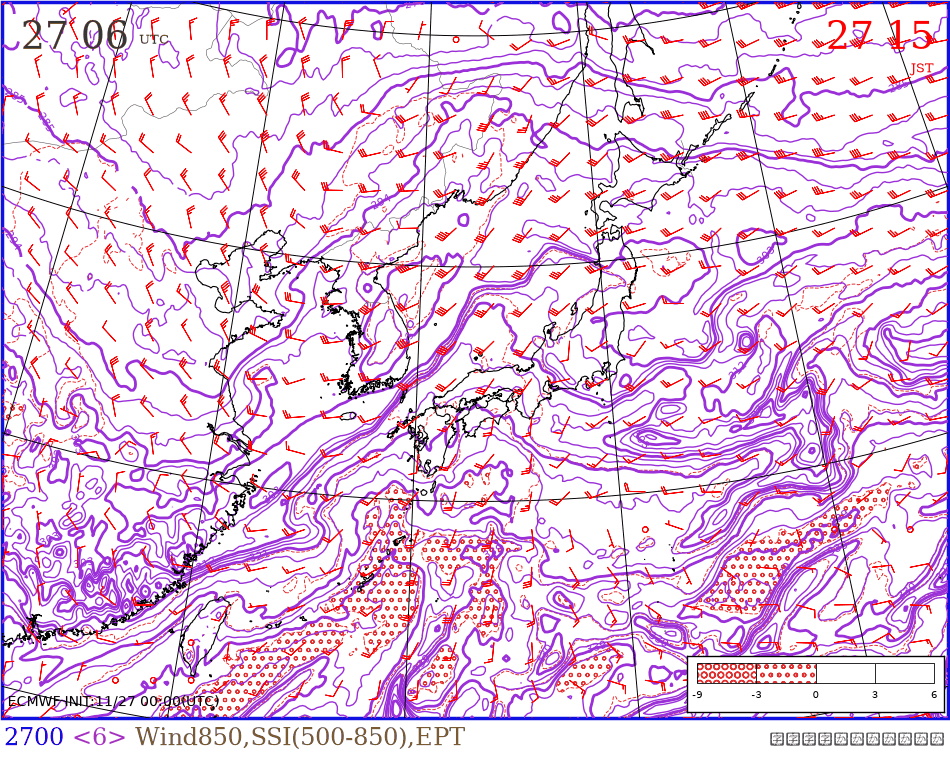 27 06 UTC
27 15
JST
-9 -3 0 3 6
ECMWF INIT:11/27 00:00(UTC)
2700 <6> Wind850,SSI(500-850),EPT